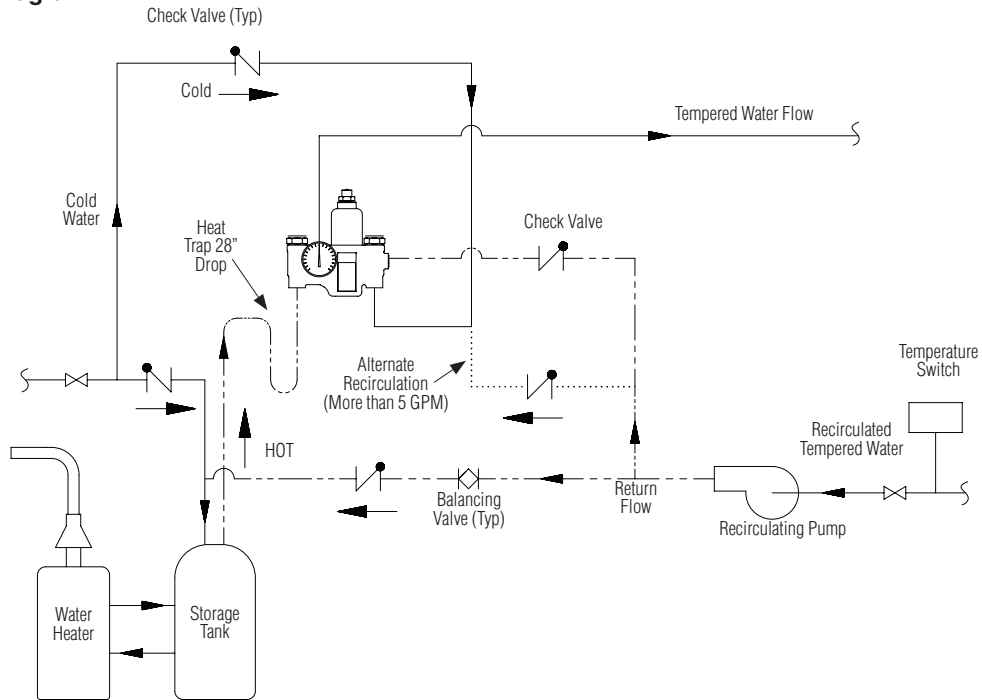 Check Valve (Typ)
Cold
Tempered Water Flow
Cold
Water
Heat
Trap 28"
Drop
Check Valve
Alternate
Recirculation
(More than 5 GPM)
Temperature
Switch
HOT
Recirculated
Tempered Water
Balancing
Valve (Typ)
Return
Flow
Recirculating Pump
Water
Heater
Storage
Tank